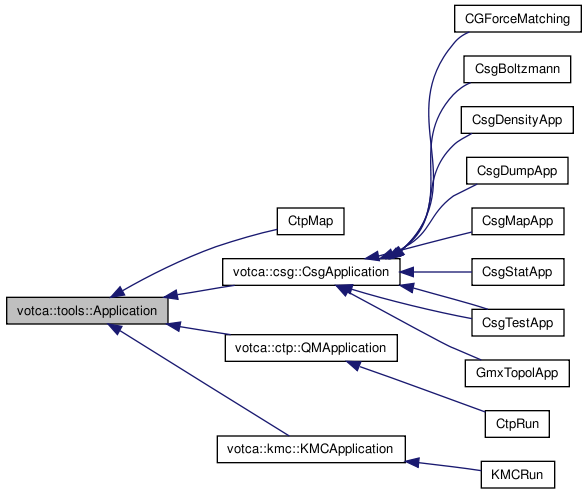 CGForceMatching
CsgBoltzmann
CsgDensityApp
CsgDumpApp
CtpMap
CsgMapApp
votca::csg::CsgApplication
CsgStatApp
votca::tools::Application
CsgTestApp
votca::ctp::QMApplication
GmxTopolApp
CtpRun
votca::kmc::KMCApplication
KMCRun